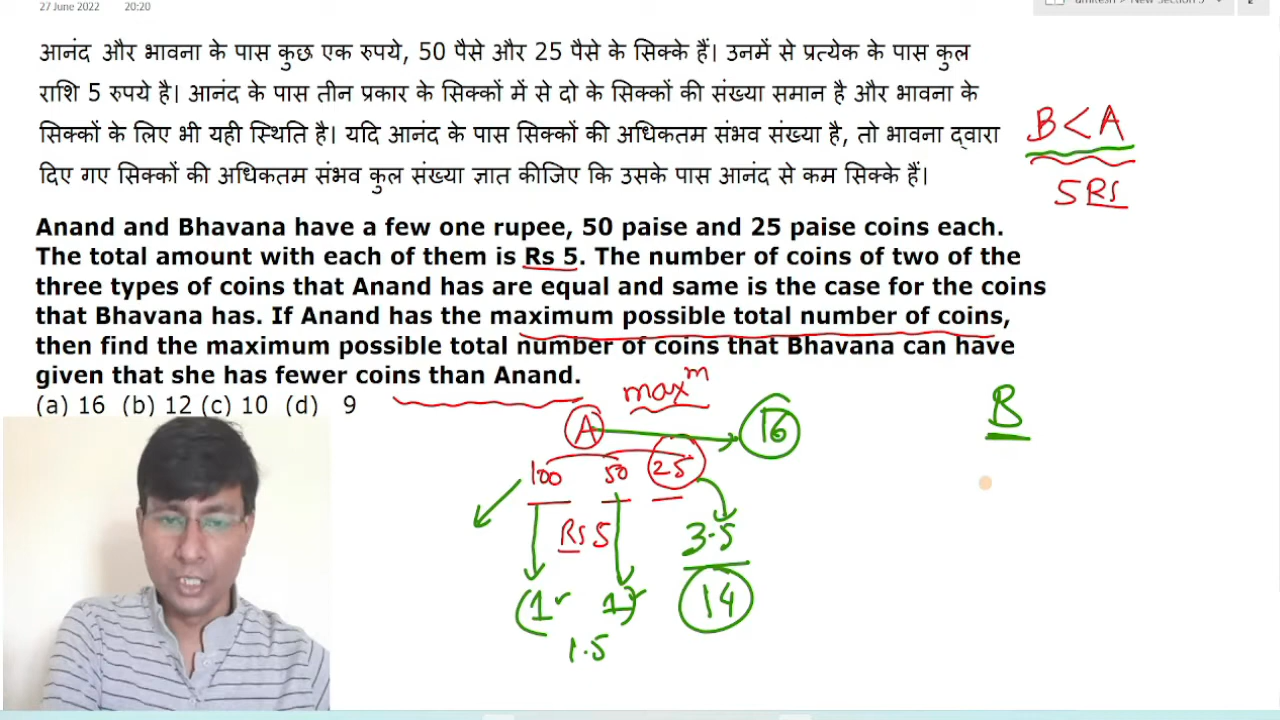 27 June 2022 20:20
आनंद और भावना के पास कुछ एक रुपये, 50 पैसे और 25 पैसे के सिक्के हैं। उनमें से प्रत्येक के पास कुल
राशि 5 रुपये है। आनंद के पास तीन प्रकार के सिक्कों में से दो के सिक्कों की संख्या समान है और भावना के
सिक्कों के लिए भी यही स्थिति है। यदि आनंद के पास सिक्कों की अधिकतम संभव संख्या है, तो भावना द्वारा
दिए गए सिक्कों की अधिकतम संभव कुल संख्या ज्ञात कीजिए कि उसके पास आनंद से कम सिक्के हैं।
B < A
5 Rs
Anand and Bhavana have a few one rupee, 50 paise and 25 paise coins each.
The total amount with each of them is Rs 5. The number of coins of two of the
three types of coins that Anand has are equal and same is the case for the coins
that Bhavana has. If Anand has the maximum possible total number of coins,
then find the maximum possible total number of coins that Bhavana can have
given that she has fewer coins than Anand.
(a) 16 (b) 12 (c) 10 (d) 9
max^m
A 16 B
100 50 25
Rs 5 3.5
(1 1) 14
1.5